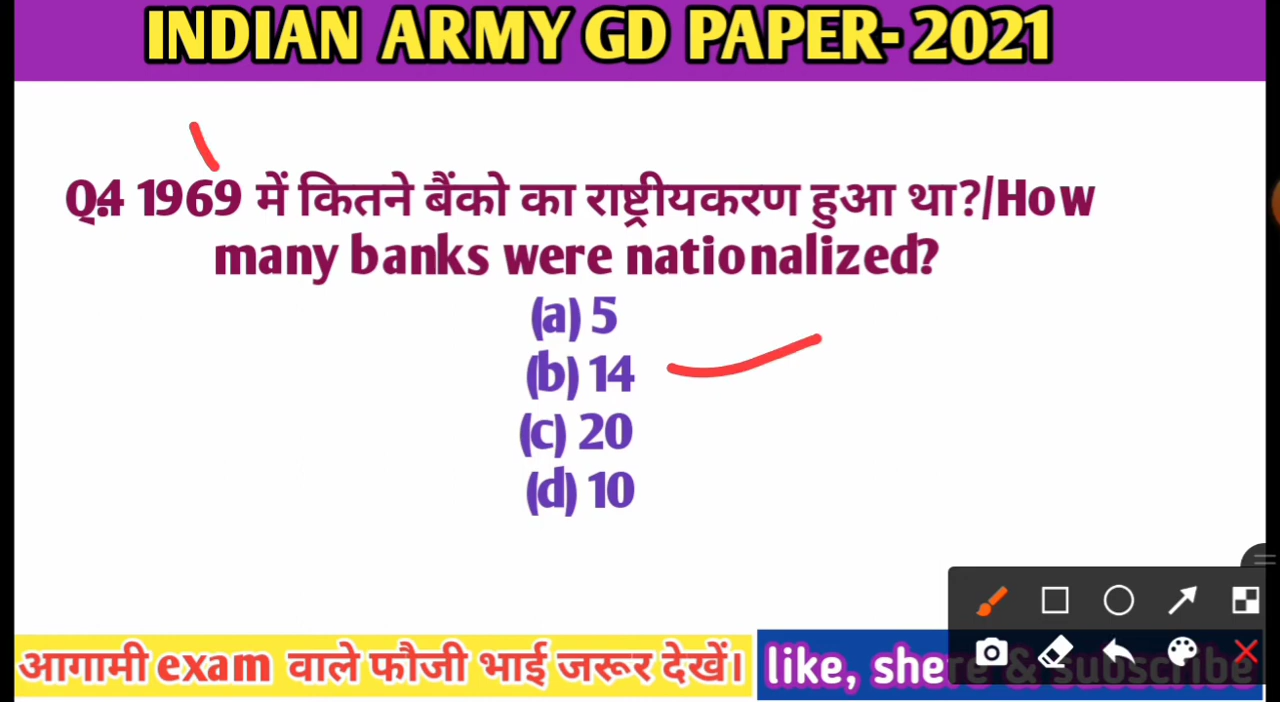 INDIAN ARMY GD PAPER- 2021
Q.4 1969 में कितने बैंको का राष्ट्रीयकरण हुआ था?/How
many banks were nationalized?
(a) 5
(b) 14
(c) 20
(d) 10
आगामी exam वाले फौजी भाई जरूर देखें। like, shere & subscribe